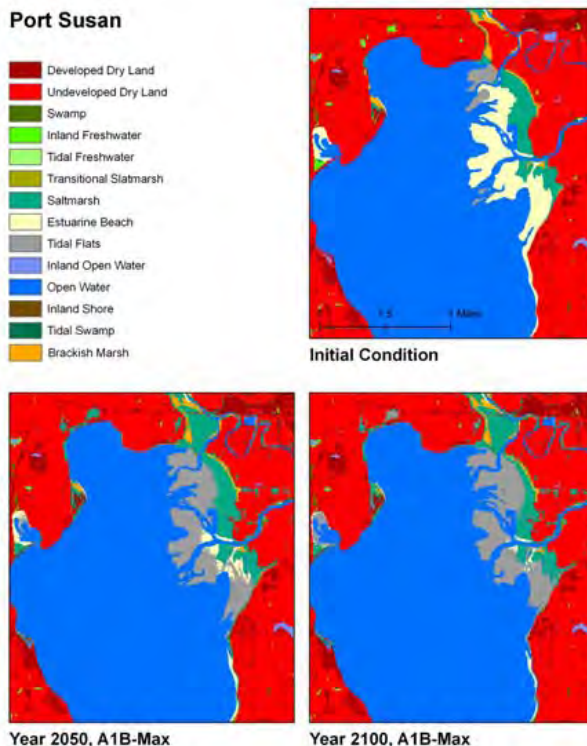 Port Susan
Developed Dry Land
Undeveloped Dry Land
Swamp
Inland Freshwater
Tidal Freshwater
Transitional Slatmarsh
Saltmarsh
Estuarine Beach
Tidal Flats
Inland Open Water
Open Water
Inland Shore
Tidal Swamp
Brackish Marsh
Miles
Initial Condition
Year 2050, A1B-Max
Year 2100, A1B-Max